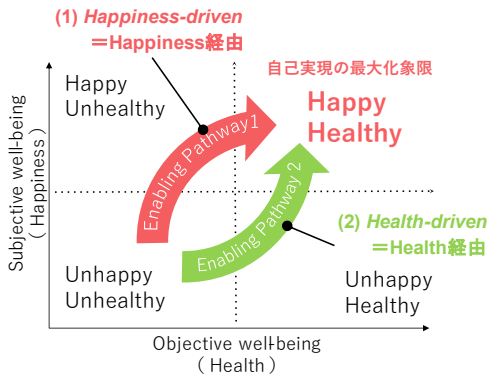 (1) Happiness-driven
＝Happiness経由
自己実現の最大化象限
Happy
Unhealthy
Happy
Healthy
Enabling Pathway1
Enabling Pathway 2
Subjective well-being
（Happiness）
(2) Health-driven
＝Health経由
Unhappy
Unhealthy
Unhappy
Healthy
Objective well-being
（Health）